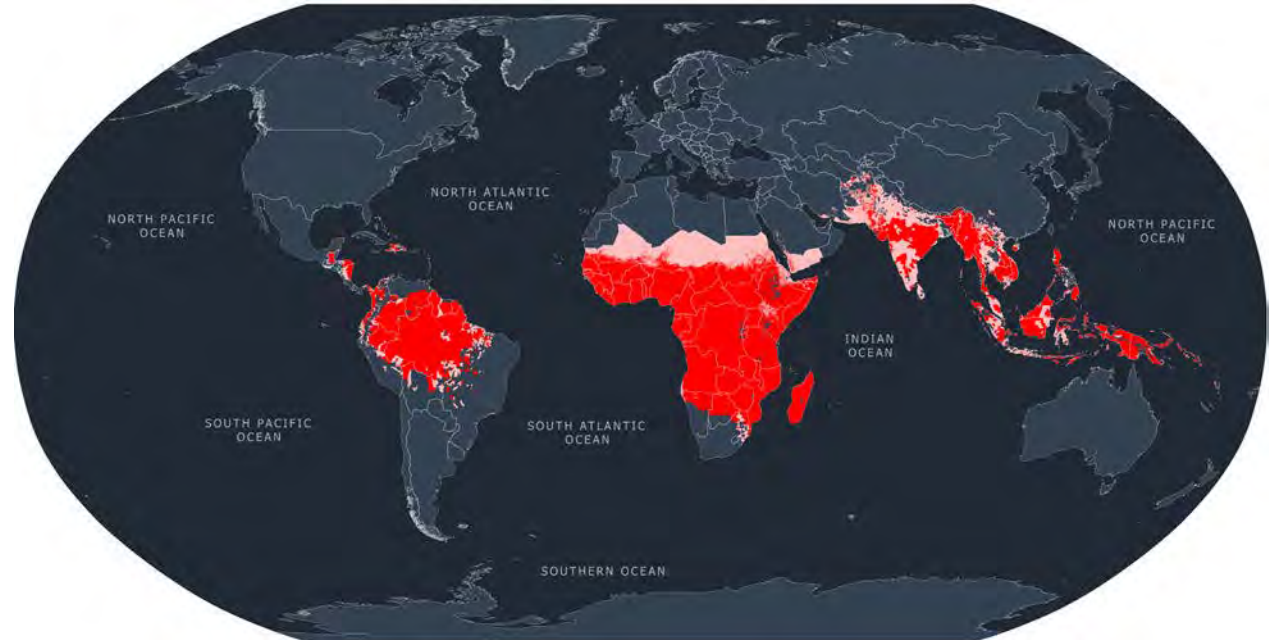 NORTH ATLANTIC
OCEAN
NORTH PACIFIC
OCEAN
NORTH PACIFIC
OCEAN
INDIAN
OCEAN
SOUTH PACIFIC
OCEAN
SOUTH ATLANTIC
OCEAN
SOUTHERN OCEAN